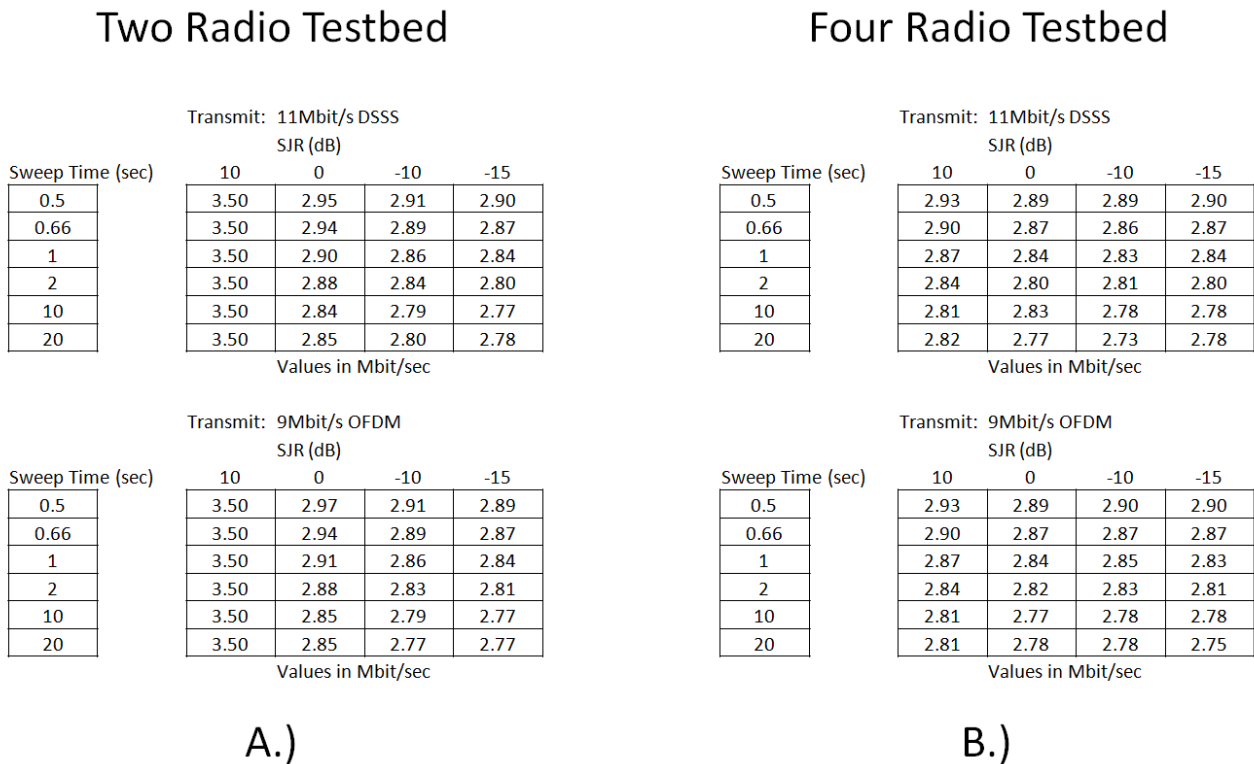 Two Radio Testbed
Transmit: 11Mbit/s DSSS
SJR (dB)
Sweep Time (sec) 10 0 -10 -15
0.5 3.50 2.95 2.91 2.90
0.66 3.50 2.94 2.89 2.87
1 3.50 2.90 2.86 2.84
2 3.50 2.88 2.84 2.80
10 3.50 2.84 2.79 2.77
20 3.50 2.85 2.80 2.78
Values in Mbit/sec
Transmit: 9Mbit/s OFDM
SJR (dB)
Sweep Time (sec) 10 0 -10 -15
0.5 3.50 2.97 2.91 2.89
0.66 3.50 2.94 2.89 2.87
1 3.50 2.91 2.86 2.84
2 3.50 2.88 2.83 2.81
10 3.50 2.85 2.79 2.77
20 3.50 2.85 2.77 2.77
Values in Mbit/sec
A.)
Four Radio Testbed
Transmit: 11Mbit/s DSSS
SJR (dB)
Sweep Time (sec) 10 0 -10 -15
0.5 2.93 2.89 2.89 2.90
0.66 2.90 2.87 2.86 2.87
1 2.87 2.84 2.83 2.84
2 2.84 2.80 2.81 2.80
10 2.81 2.83 2.78 2.78
20 2.82 2.77 2.73 2.78
Values in Mbit/sec
Transmit: 9Mbit/s OFDM
SJR (dB)
Sweep Time (sec) 10 0 -10 -15
0.5 2.93 2.89 2.90 2.90
0.66 2.90 2.87 2.87 2.87
1 2.87 2.84 2.85 2.83
2 2.84 2.82 2.83 2.81
10 2.81 2.77 2.78 2.78
20 2.81 2.78 2.78 2.75
Values in Mbit/sec
B.)